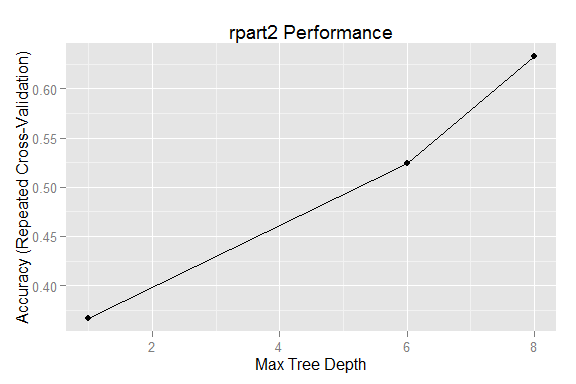 rpart2 Performance
Accuracy (Repeated Cross-Validation)
0.60
0.55
0.50
0.45
0.40
2 4 6 8
Max Tree Depth